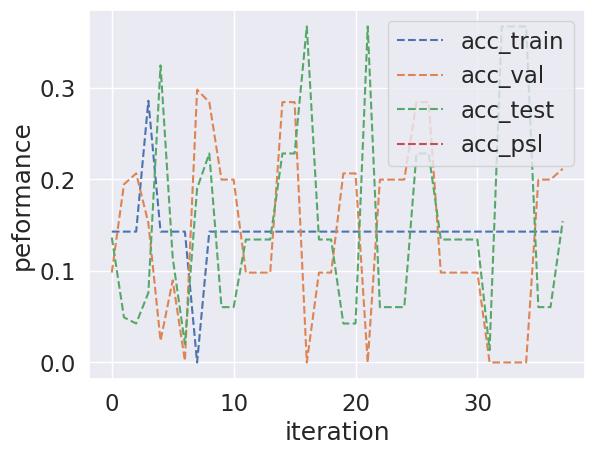 acc_train
acc_val
acc_test
acc_psl
peformance
0.3
0.2
0.1
0.0
0
10
20
30
iteration